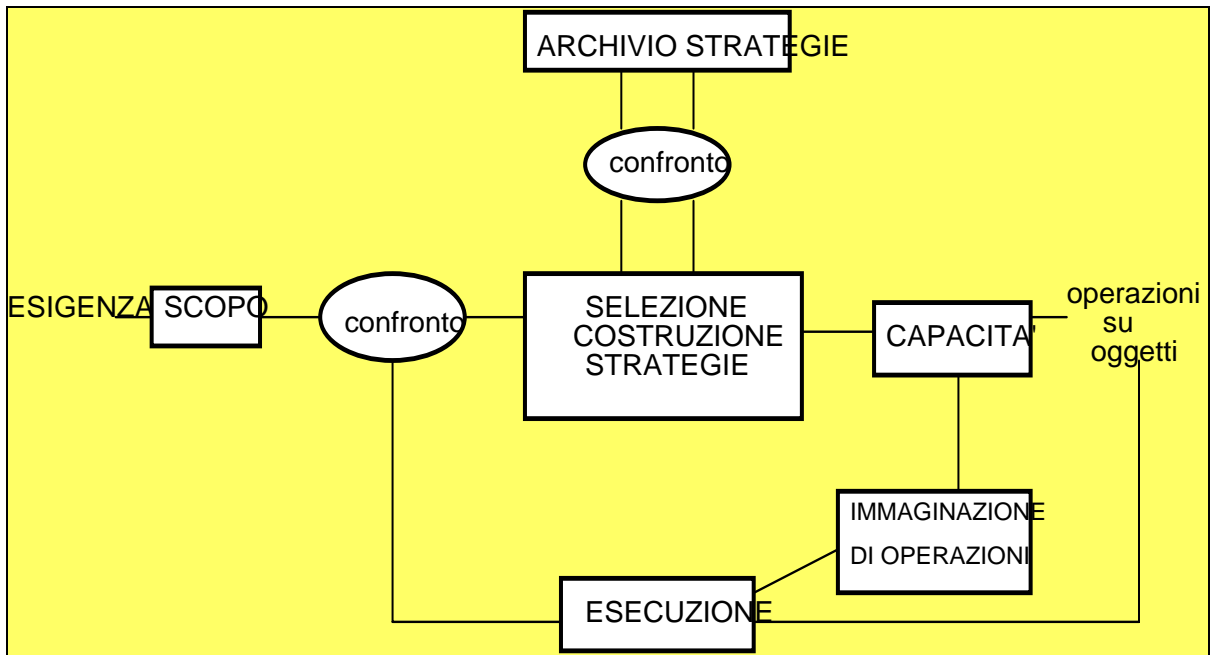 ARCHIVIO STRATEGIE
confronto
ESIGENZA
SCOPO
confronto
SELEZIONE
COSTRUZIONE
STRATEGIE
CAPACITA'
operazioni
su
oggetti
IMMAGINAZIONE
DI OPERAZIONI
ESECUZIONE